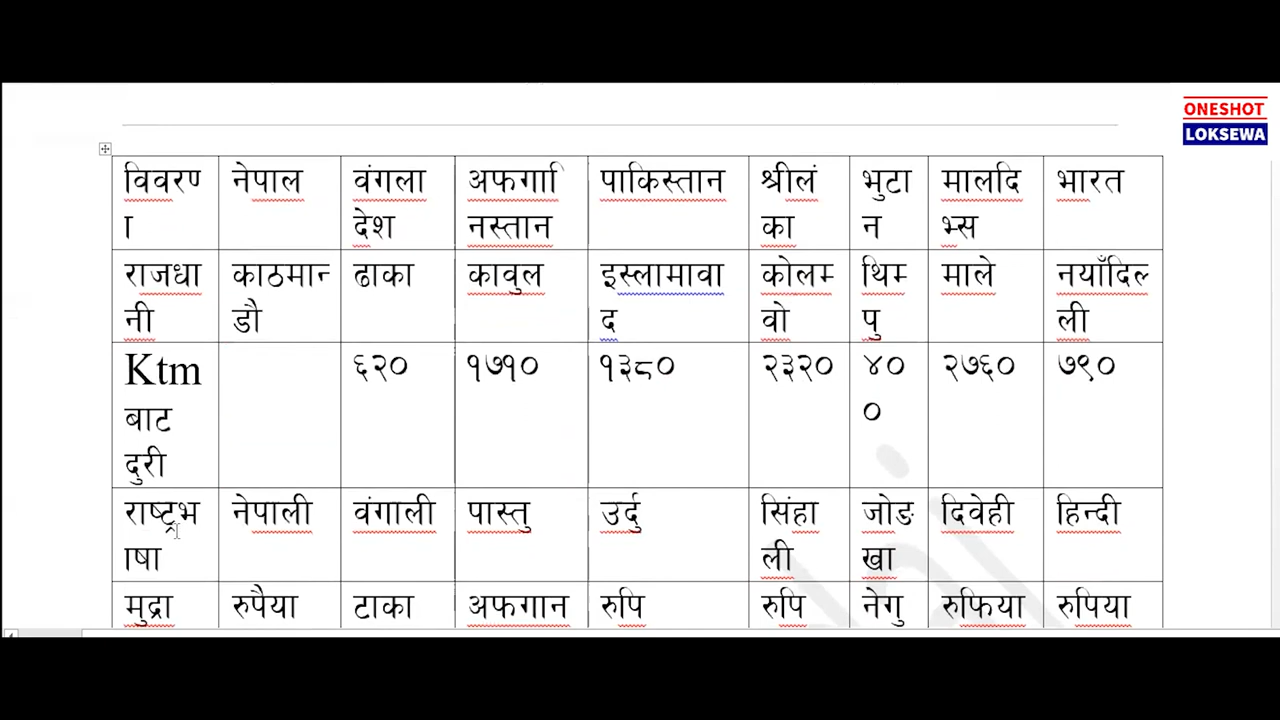 ONESHOT
LOKSEWA
विवरण नेपाल वंगला अफगाि पाकिस्तान श्रीलं भुटा मालदि भारत
ा देश नस्तान का न भ्स
राजधा काठमान ढाका कावुल इस्लामावा कोलम थिम माले नयाँदिल
नी डौ द वो पु ली
Ktm ६२० १७१० १३८० २३२० ४० २७६० ७९०
बाट ०
दुरी
राष्ट्रभ नेपाली वंगाली पास्तु उर्दु सिंहा जोङ दिवेही हिन्दी
ाषा ली खा
मुद्रा रुपैया टाका अफगान रुपि रुपि नेगु रुफिया रुपिया